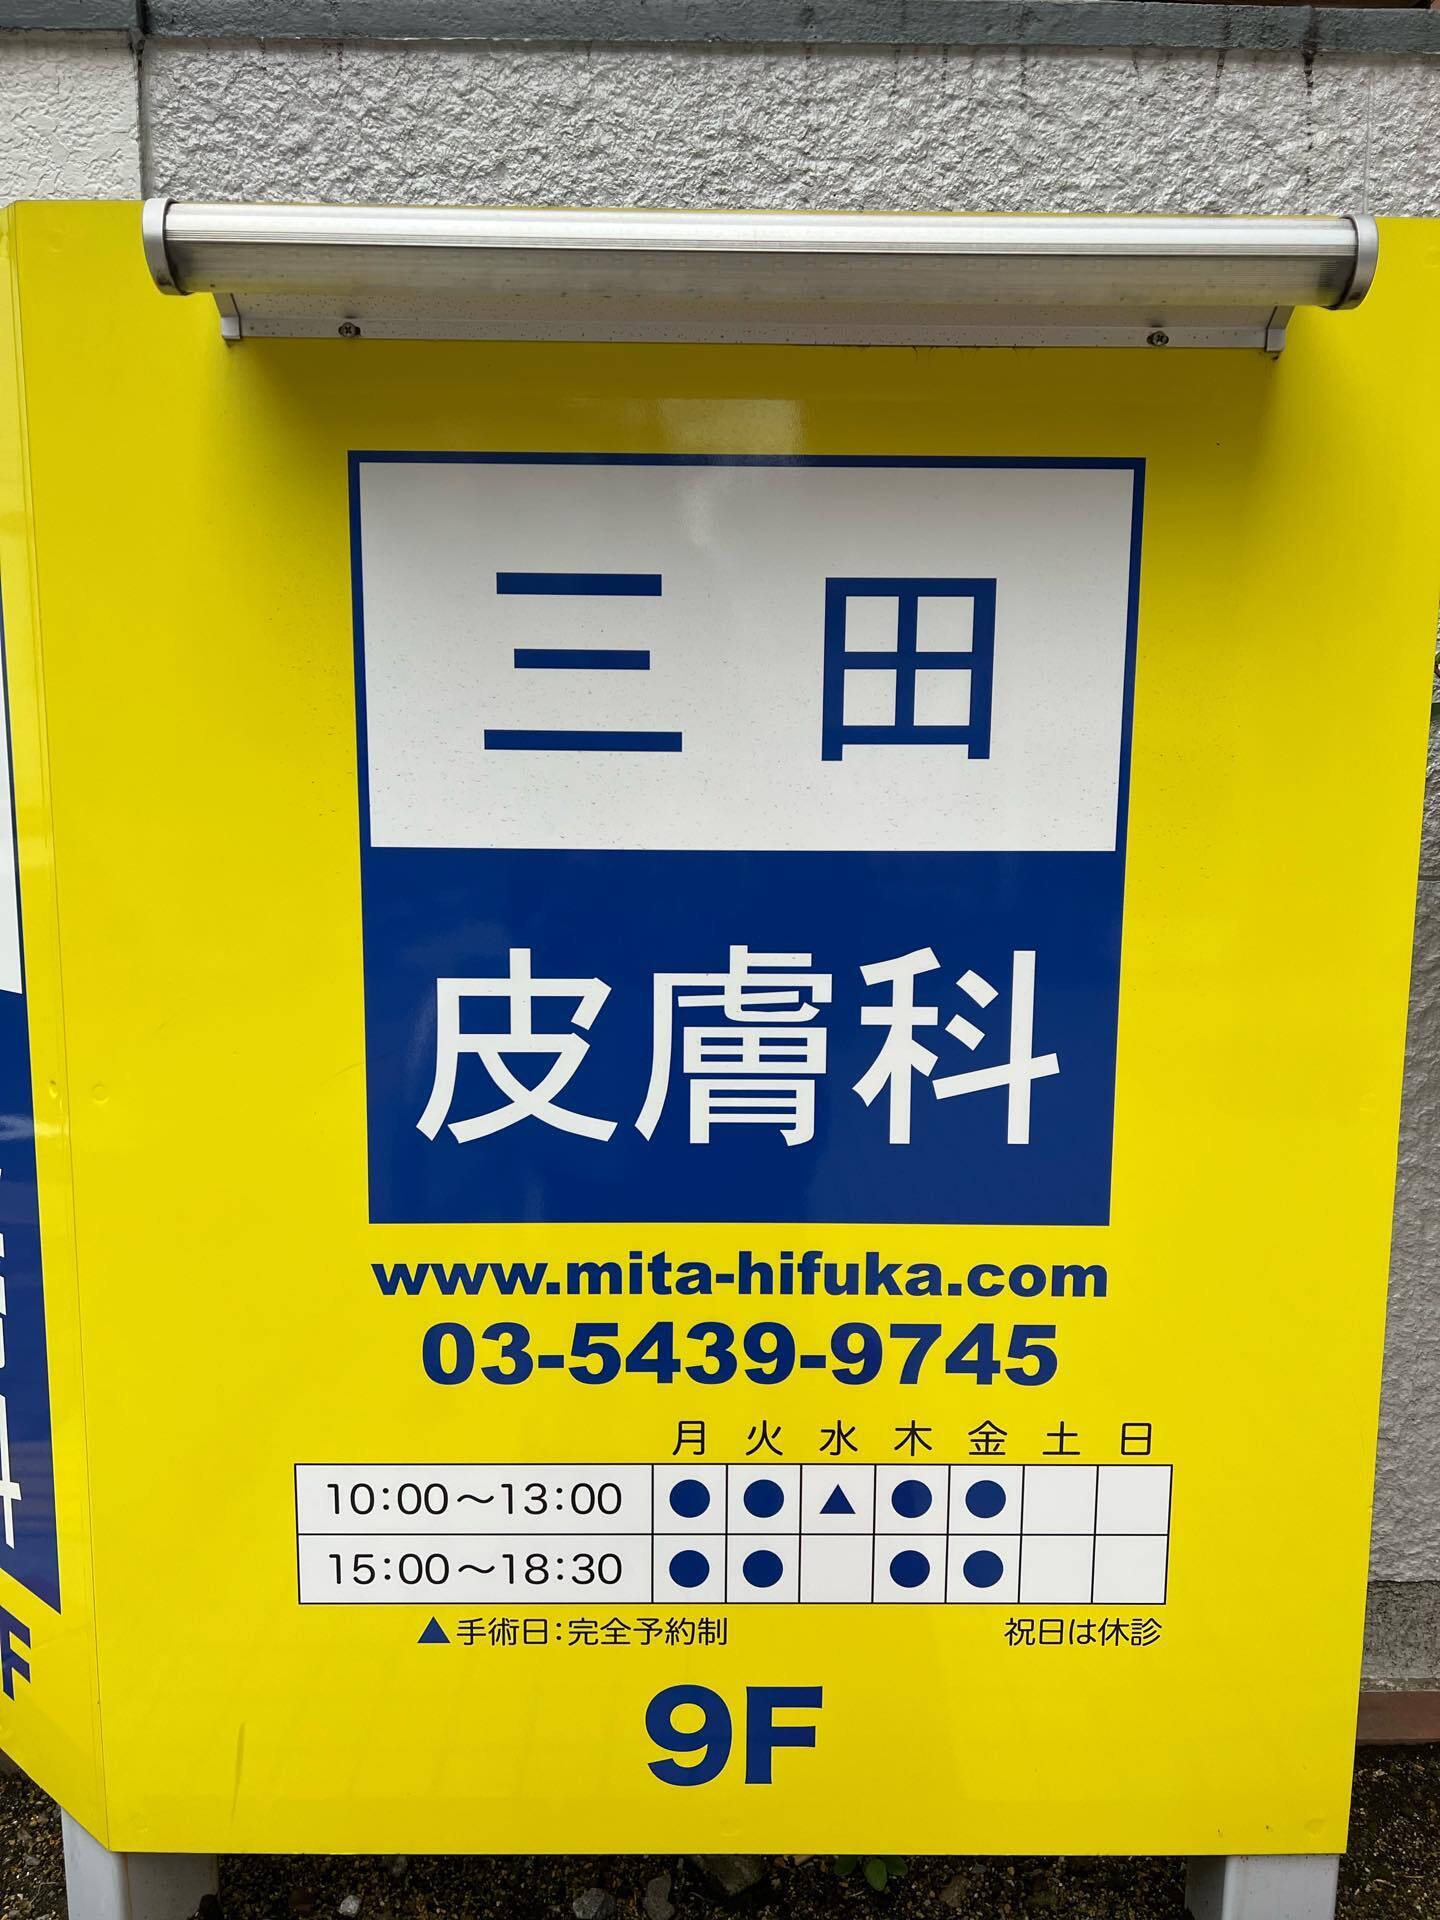 三田
皮膚科
www.mita-hifuka.com
03-5439-9745
月 火 水 木 金 土 日
10:00～13:00 ● ● ▲ ● ●
15:00～18:30 ● ● ● ●
▲手術日：完全予約制 祝日は休診
9F
F